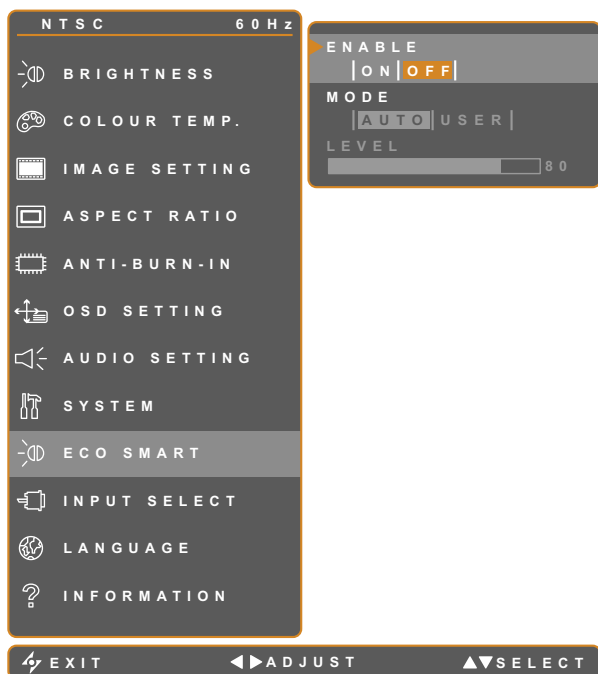 NTSC 60Hz
BRIGHTNESS
COLOUR TEMP.
IMAGE SETTING
ASPECT RATIO
ANTI-BURN-IN
OSD SETTING
AUDIO SETTING
SYSTEM
ECO SMART
INPUT SELECT
LANGUAGE
INFORMATION
ENABLE
ON OFF
MODE
AUTO USER
LEVEL
80
EXIT ADJUST SELECT